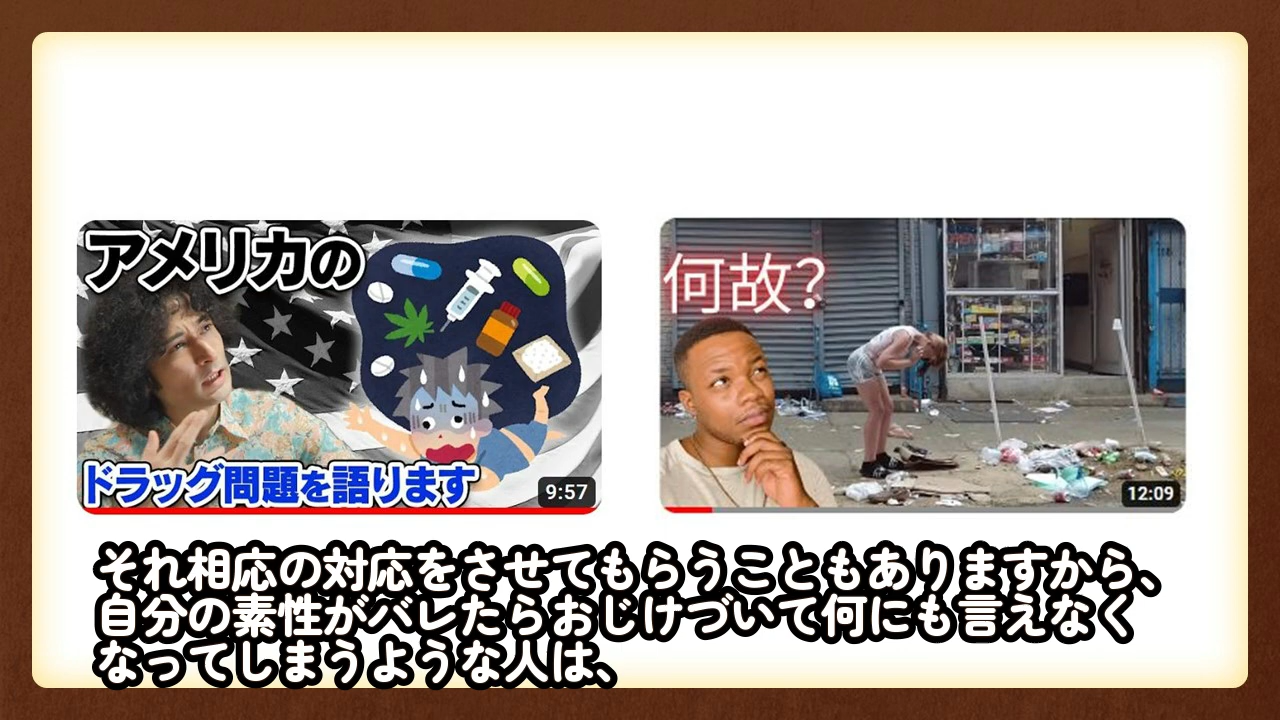 アメリカの
ドラッグ問題を語ります
9:57
何故?
12:09
それ相応の対応をさせてもらうこともありますから、
自分の素性がバレたらおじけづいて何にも言えなく
なってしまうような人は、